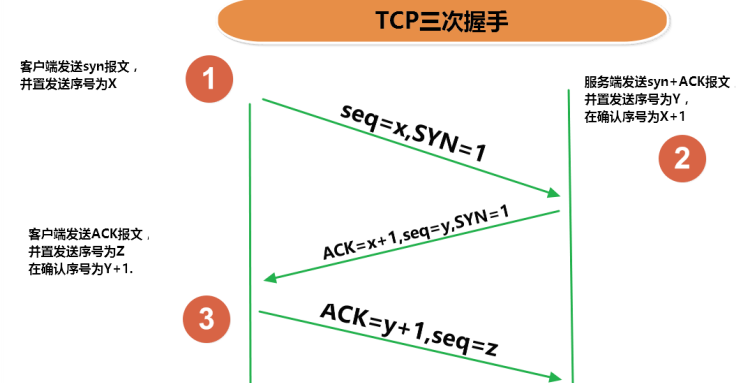 TCP三次握手
客户端发送syn报文，
并置发送序号为X
1
seq=x,SYN=1
服务端发送syn+ACK报文
并置发送序号为Y，
在确认序号为X+1
2
ACK=x+1,seq=y,SYN=1
客户端发送ACK报文，
并置发送序号为Z
在确认序号为Y+1.
3
ACK=y+1,seq=z